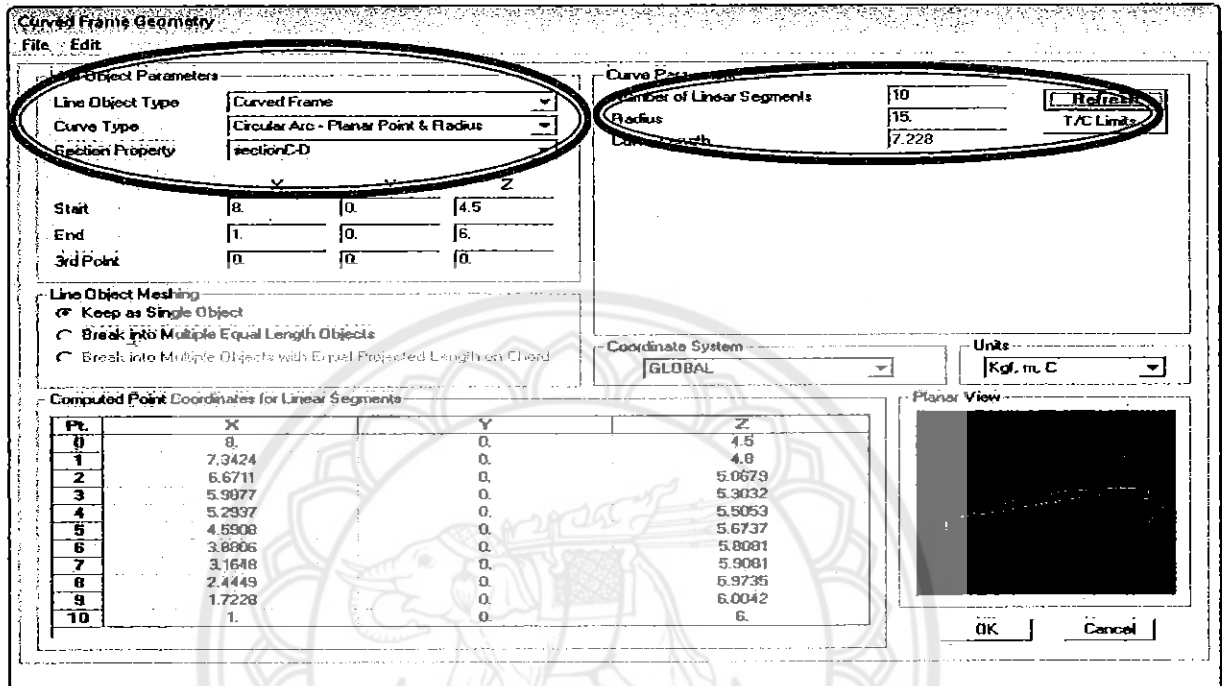 Curved Frame Geometry
File Edit
Object Parameters
Line Object Type Curved Frame
Curve Type Circular Arc - Planar Point & Radius
Section Property sectionC-D
X Y Z
Start 8. 0. 4.5
End 1. 0. 6.
3rd Point 0. 0. 0.
Curve
Number of Linear Segments 10 Refresh
Radius 15. T/C Limits
7.228
Line Object Meshing
Keep as Single Object
Break into Multiple Equal Length Objects
Break into Multiple Objects with Equal Projected Length on Chord
Coordinate System
GLOBAL
Units
Kgf, m, C
Computed Point Coordinates for Linear Segments
Pt. X Y Z
0 8. 0. 4.5
1 7.3424 0. 4.8
2 6.6711 0. 5.0679
3 5.9877 0. 5.3032
4 5.2937 0. 5.5053
5 4.5908 0. 5.6737
6 3.8806 0. 5.8081
7 3.1648 0. 5.9081
8 2.4449 0. 5.9735
9 1.7228 0. 6.0042
10 1. 0. 6.
Planar View
OK Cancel